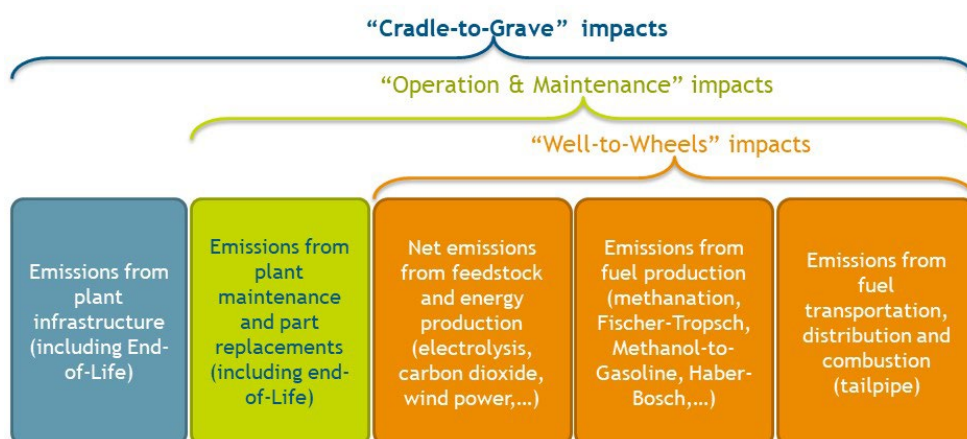 “Cradle-to-Grave” impacts
“Operation & Maintenance” impacts
“Well-to-Wheels” impacts
Emissions from
plant
infrastructure
(including End-
of-Life)
Emissions from
plant
maintenance
and part
replacements
(including end-
of-Life)
Net emissions
from feedstock
and energy
production
(electrolysis,
carbon dioxide,
wind power,…)
Emissions from
fuel production
(methanation,
Fischer-Tropsch,
Methanol-to-
Gasoline, Haber-
Bosch,…)
Emissions from
fuel
transportation,
distribution and
combustion
(tailpipe)